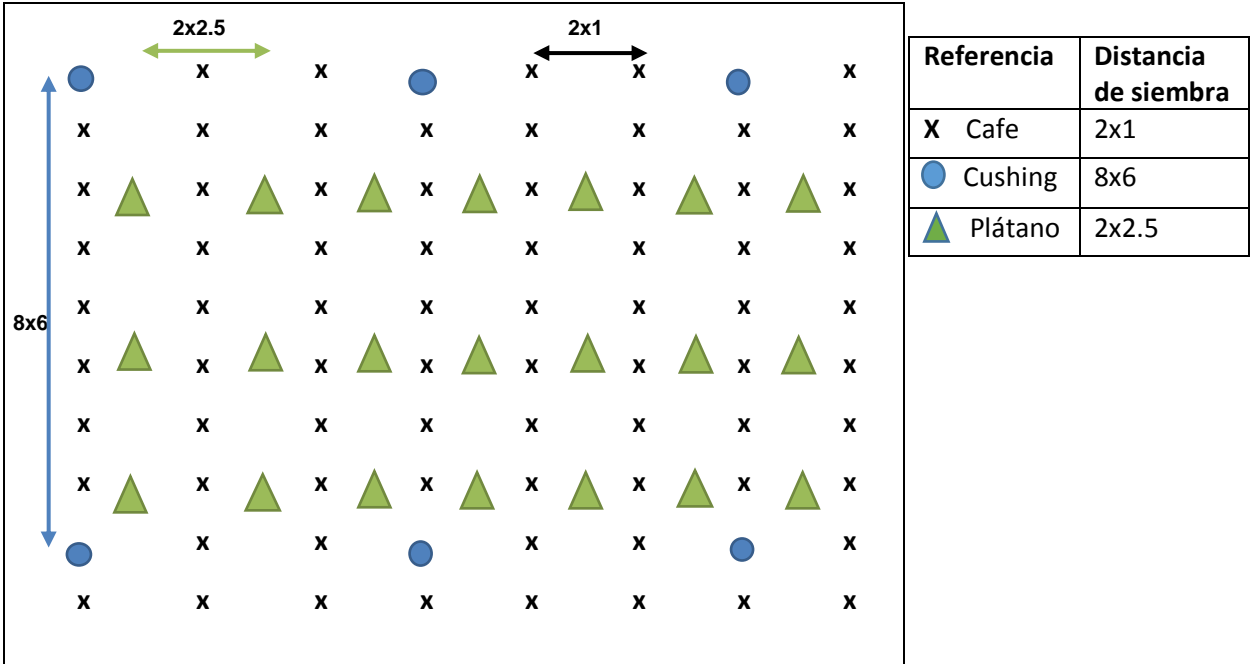 2x2.5 2x1
x x x x x
x x x x x x x x
x x x x x x x x
x x x x x x x x
x x x x x x x x
8x6
x x x x x x x x
x x x x x x x x
x x x x x x x x
x x x x x
x x x x x x x x
Referencia Distancia
de siembra
X Cafe 2x1
Cushing 8x6
Plátano 2x2.5